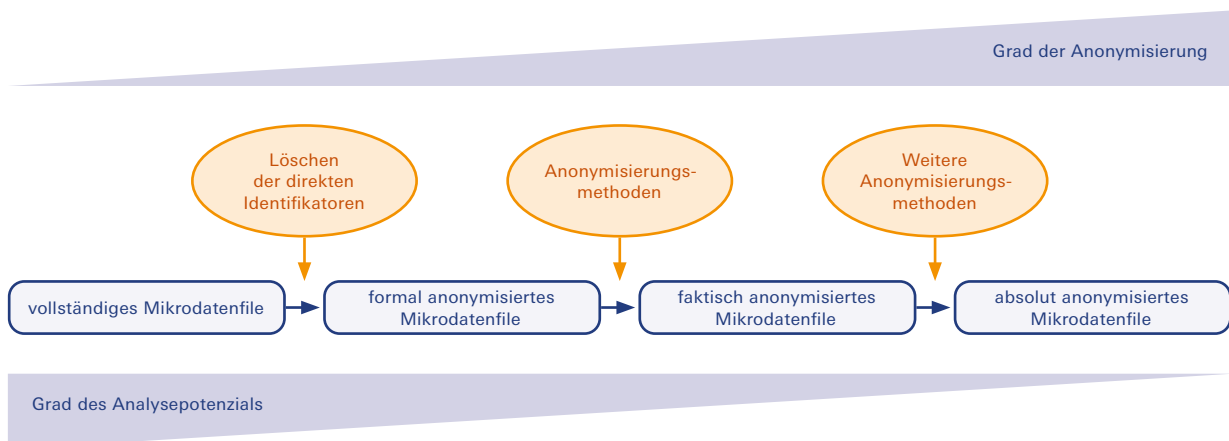 Grad der Anonymisierung
Löschen
der direkten
Identifikatoren
Anonymisierungs-
methoden
Weitere
Anonymisierungs-
methoden
vollständiges Mikrodatenfile
formal anonymisiertes
Mikrodatenfile
faktisch anonymisiertes
Mikrodatenfile
absolut anonymisiertes
Mikrodatenfile
Grad des Analysepotenzials